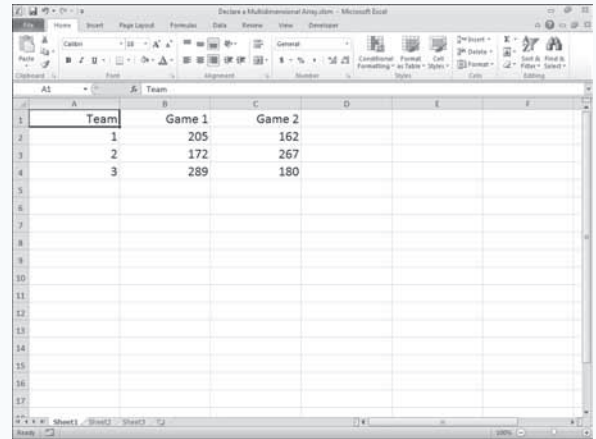 Declare a Multidimensional Array.xlsm - Microsoft Excel
File Home Insert Page Layout Formulas Data Review View Developer
Paste
Calibri 18 A A
General
Conditional Formatting Format as Table Cell Styles
Insert
Delete
Format
Sort & Filter Find & Select
B I U A $ % ,
Clipboard Font Alignment Number Styles Cells Editing
A1 fx Team
A B C D E F
1 Team Game 1 Game 2
2 1 205 162
3 2 172 267
4 3 289 180
5
6
7
8
9
10
11
12
13
14
15
16
17
Sheet1 Sheet2 Sheet3
Ready 100%